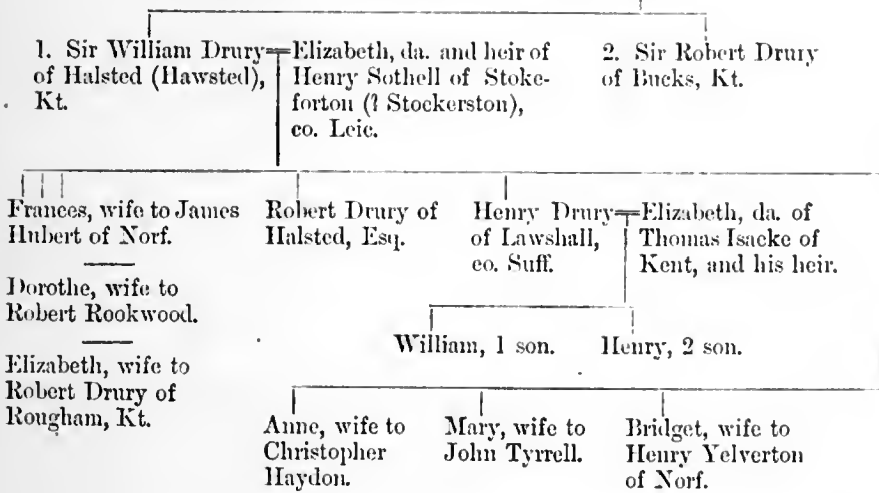 1. Sir William Drury
of Halsted (Hawsted),
Kt.
Elizabeth, da. and heir of
Henry Sothell of Stoke-
forton (? Stockerston),
co. Leic.
2. Sir Robert Drury
of Bucks, Kt.
Frances, wife to James
Hubert of Norf.
Dorothe, wife to
Robert Rookwood.
Elizabeth, wife to
Robert Drury of
Rougham, Kt.
Robert Drury of
Halsted, Esq.
Henry Drury
of Lawshall,
co. Suff.
Elizabeth, da. of
Thomas Isacke of
Kent, and his heir.
William, 1 son.
Henry, 2 son.
Anne, wife to
Christopher
Haydon.
Mary, wife to
John Tyrrell.
Bridget, wife to
Henry Yelverton
of Norf.